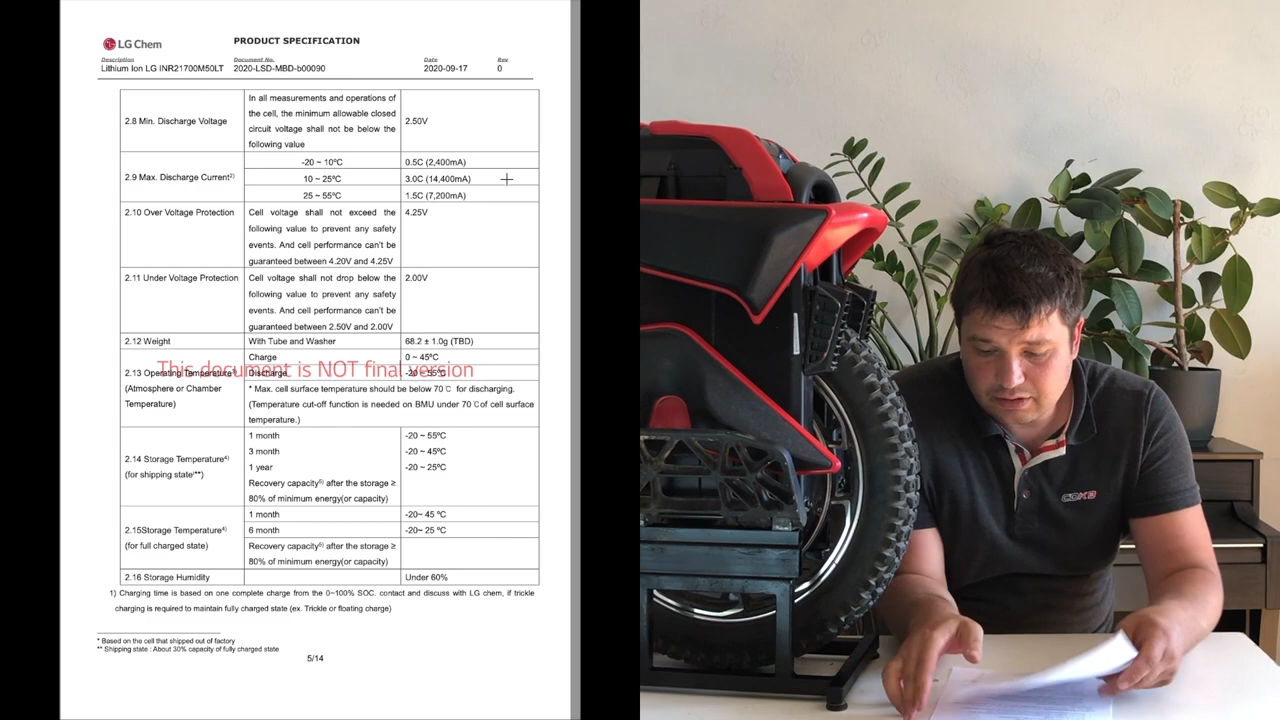 LG Chem
PRODUCT SPECIFICATION
Description
Document No.
Date
Rev
Lithium Ion LG INR21700M50LT
2020-LSD-MBD-b00090
2020-09-17
0
2.8 Min. Discharge Voltage
In all measurements and operations of
the cell, the minimum allowable closed
circuit voltage shall not be below the
following value
2.50V
2.9 Max. Discharge Current2)
-20 ~ 10ºC
0.5C (2,400mA)
10 ~ 25ºC
3.0C (14,400mA)
25 ~ 55ºC
1.5C (7,200mA)
2.10 Over Voltage Protection
Cell voltage shall not exceed the
following value to prevent any safety
events. And cell performance can't be
guaranteed between 4.20V and 4.25V
4.25V
2.11 Under Voltage Protection
Cell voltage shall not drop below the
following value to prevent any safety
events. And cell performance can't be
guaranteed between 2.50V and 2.00V
2.00V
2.12 Weight
With Tube and Washer
68.2 ± 1.0g (TBD)
2.13 Operating Temperature
(Atmosphere or Chamber
Temperature)
Charge
0 ~ 45ºC
Discharge
-20 ~ 55ºC
This document is NOT final version
* Max. cell surface temperature should be below 70℃ for discharging.
(Temperature cut-off function is needed on BMU under 70℃of cell surface
temperature.)
2.14 Storage Temperature4)
(for shipping state**)
1 month
-20 ~ 55ºC
3 month
-20 ~ 45ºC
1 year
-20 ~ 25ºC
Recovery capacity5) after the storage ≥
80% of minimum energy(or capacity)
2.15Storage Temperature4)
(for full charged state)
1 month
-20~ 45 ºC
6 month
-20~ 25 ºC
Recovery capacity5) after the storage ≥
80% of minimum energy(or capacity)
2.16 Storage Humidity
Under 60%
1) Charging time is based on one complete charge from the 0~100% SOC. contact and discuss with LG chem, if trickle
charging is required to maintain fully charged state (ex. Trickle or floating charge)
* Based on the cell that shipped out of factory
** Shipping state : About 30% capacity of fully charged state
5/14